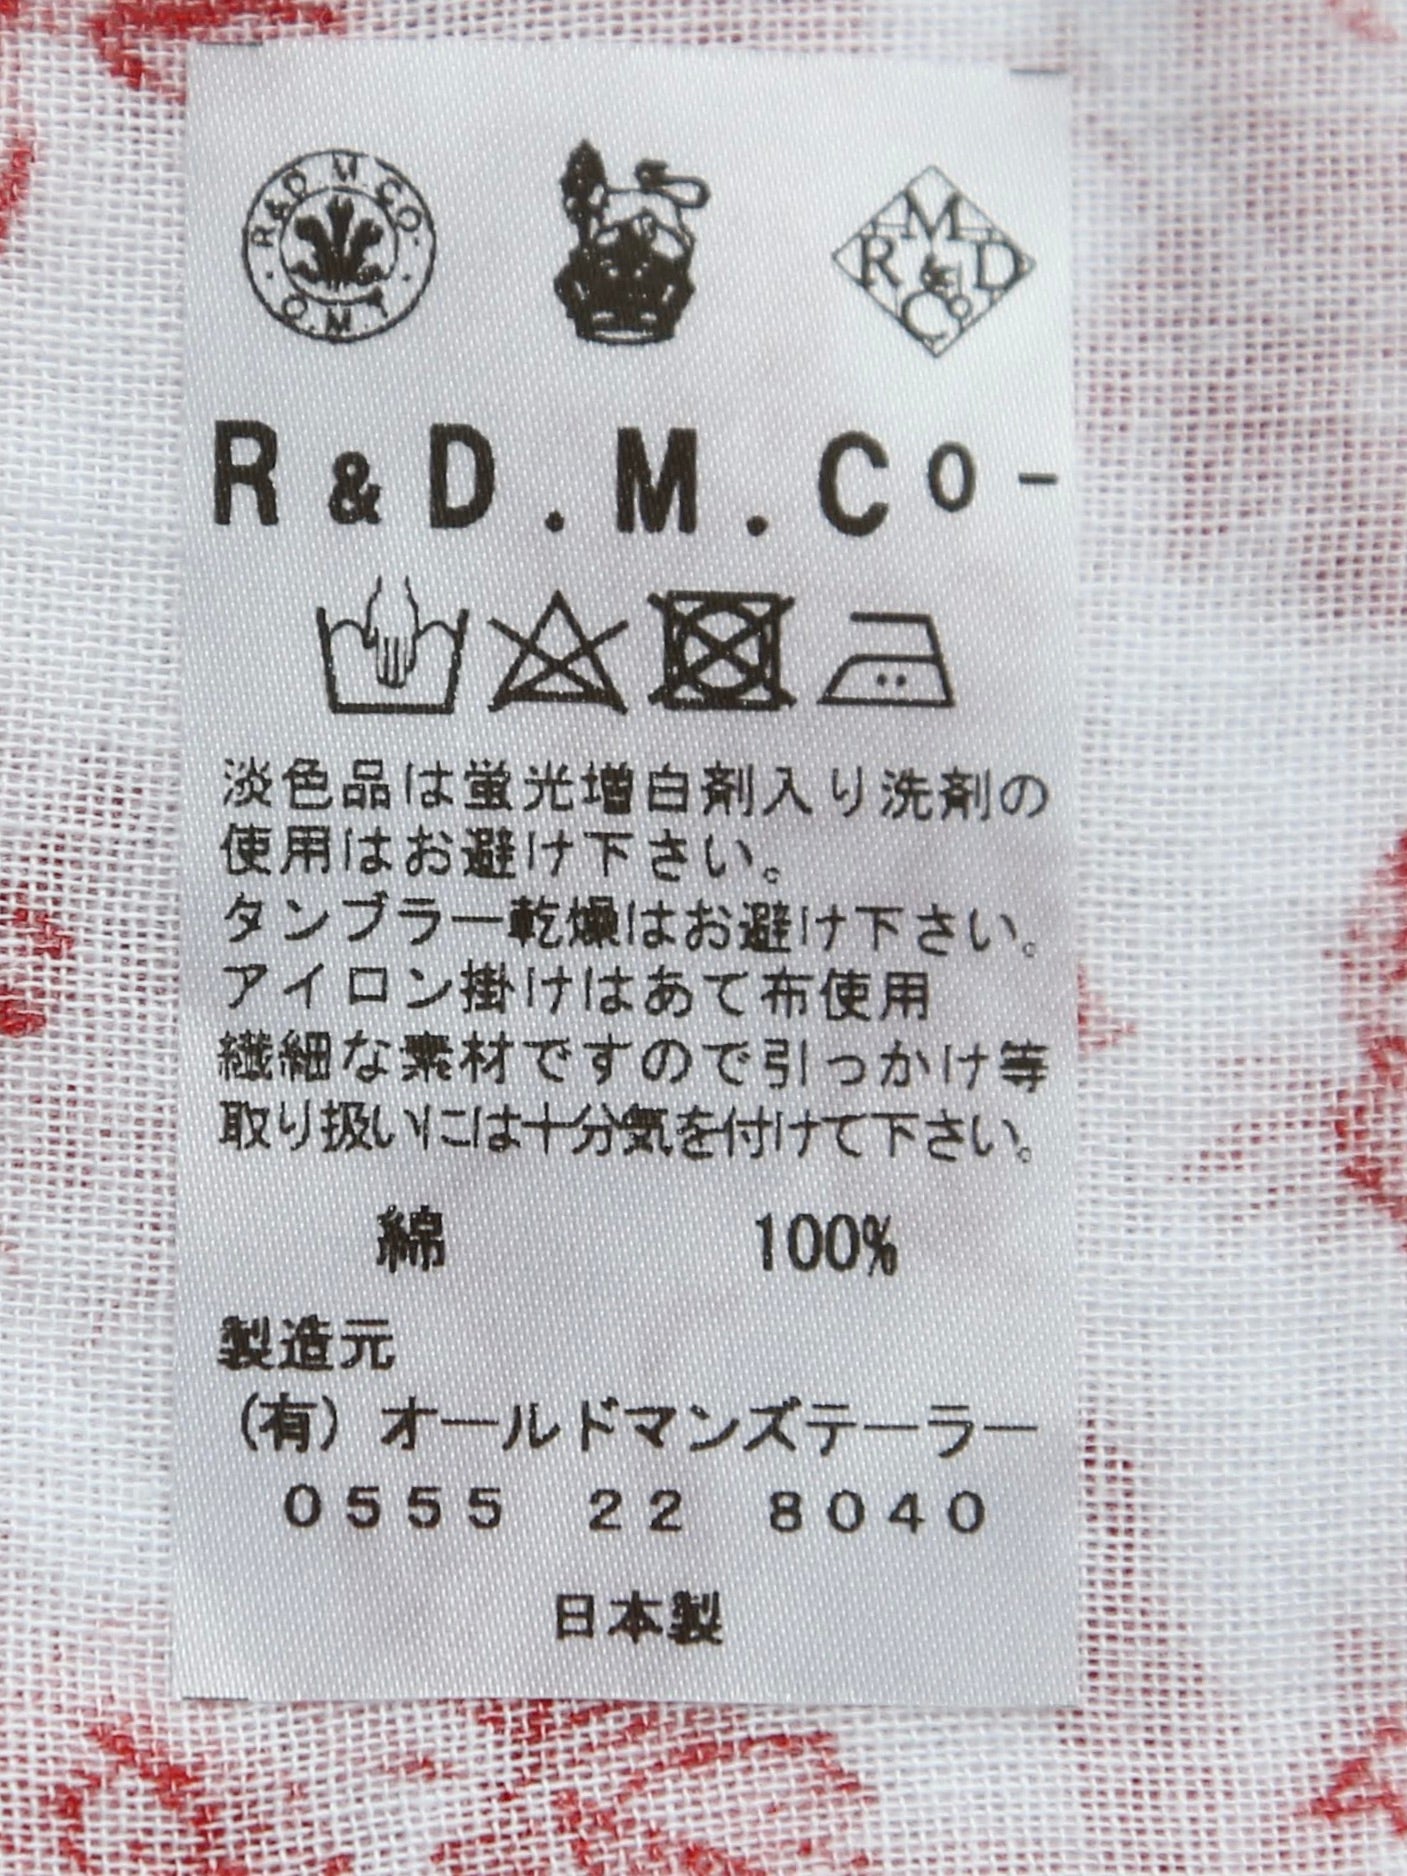 R&D.M.CO-
O.M.T
M
R&D
Co
R&D.M.Co-
淡色品は蛍光増白剤入り洗剤の
使用はお避け下さい。
タンブラー乾燥はお避け下さい。
アイロン掛けはあて布使用
繊細な素材ですので引っかけ等
取り扱いには十分気を付けて下さい。
綿 100%
製造元
(有)オールドマンズテーラー
0555 22 8040
日本製